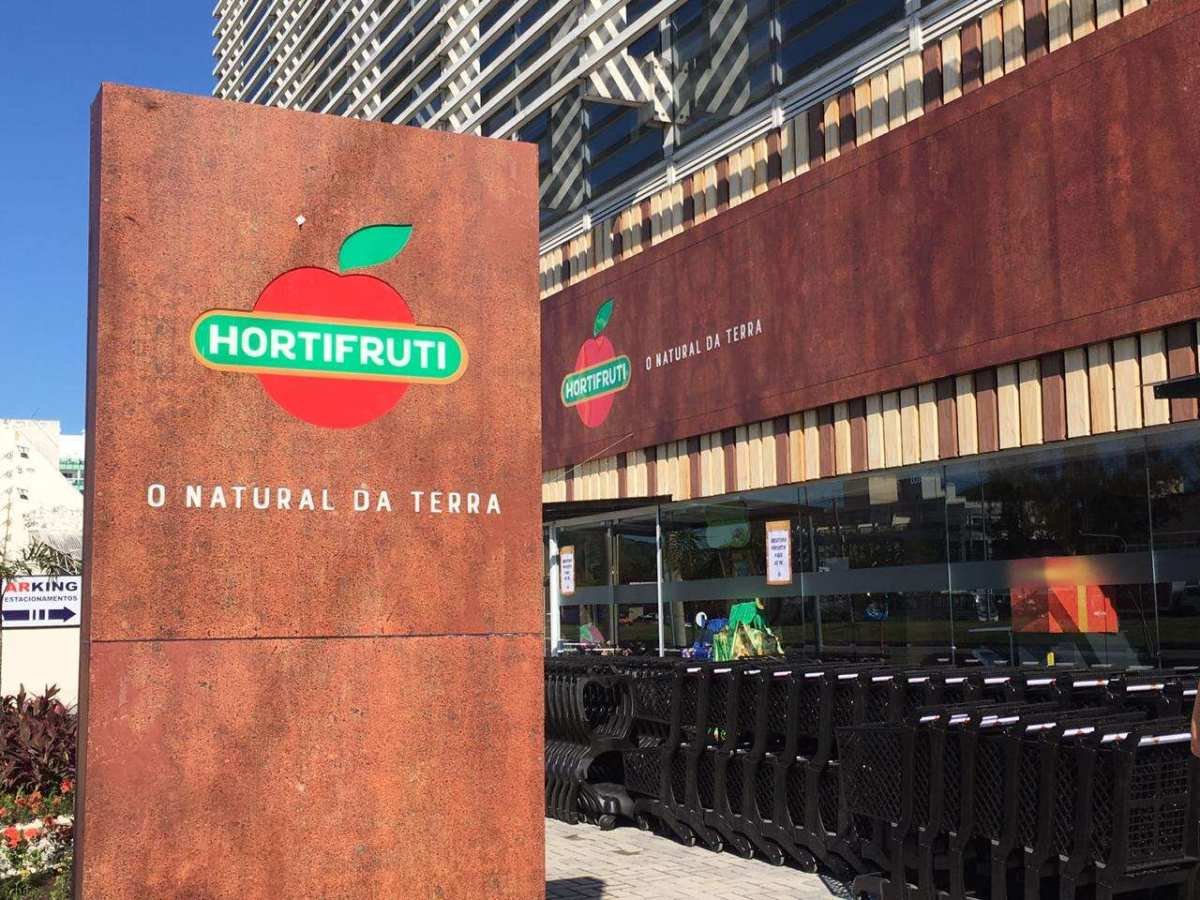 HORTIFRUTI
O NATURAL DA TERRA
HORTIFRUTI
O NATURAL DA TERRA
ARKING
ESTACIONAMENTOS